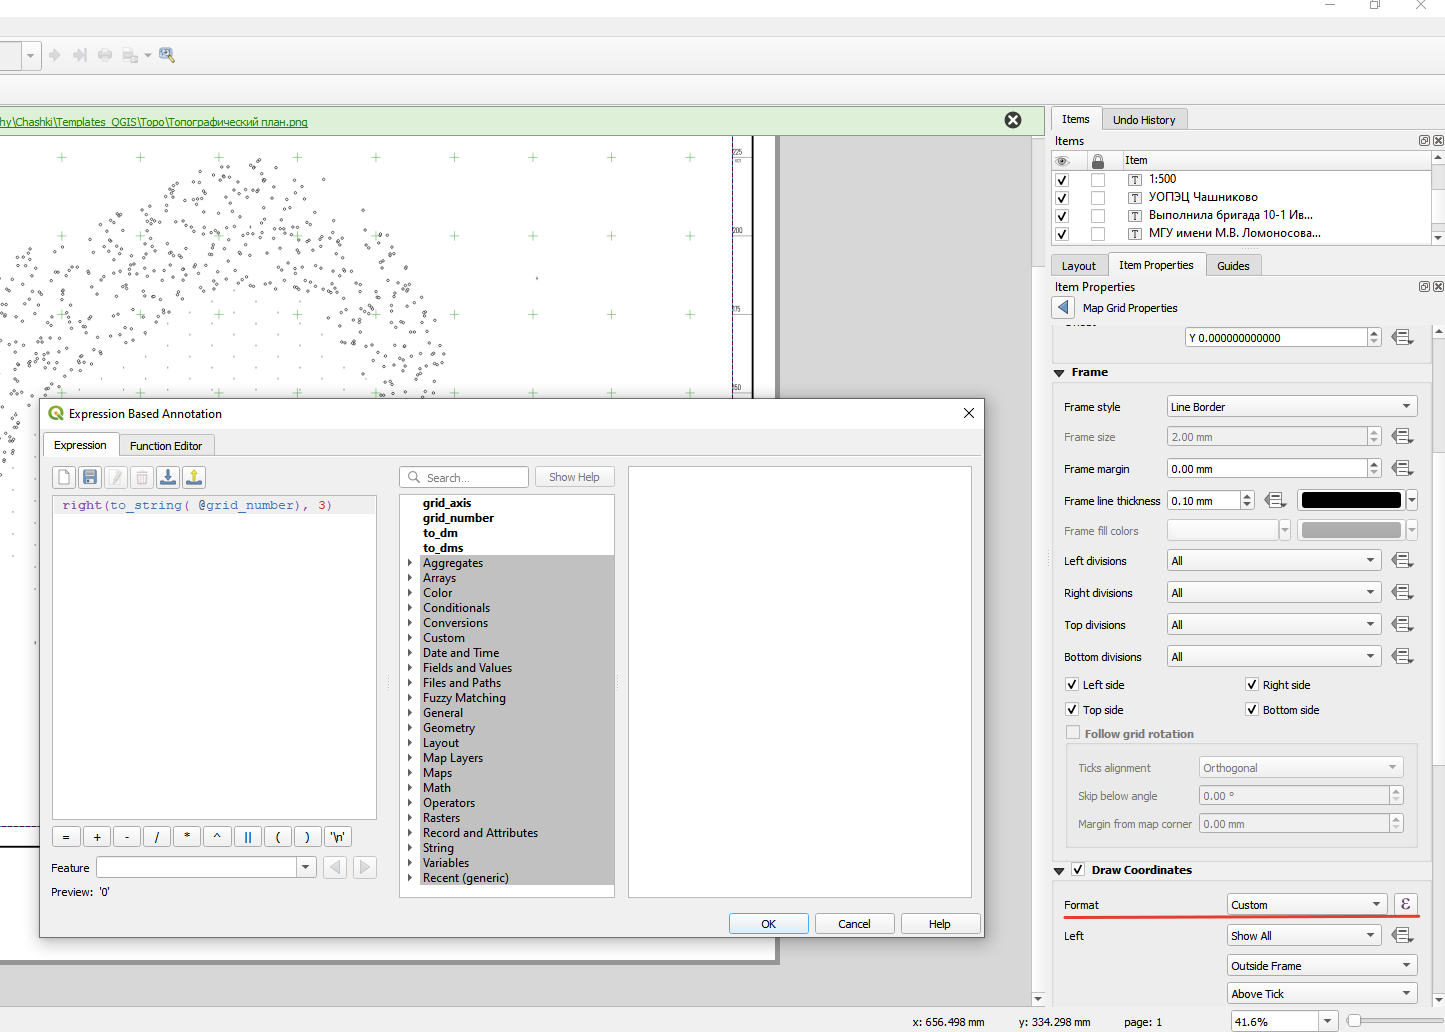 hy\Chashki\Templates_QGIS\Topo\Топографический план.png
225
200
175
150
Items
Undo History
Items
Item
1:500
УОПЭЦ Чашниково
Выполнила бригада 10-1 Ив...
МГУ имени М.В. Ломоносова...
Layout
Item Properties
Guides
Item Properties
Map Grid Properties
Offset
Y 0.000000000000
Frame
Frame style
Line Border
Frame size
2.00 mm
Frame margin
0.00 mm
Frame line thickness
0.10 mm
Frame fill colors
Left divisions
All
Right divisions
All
Top divisions
All
Bottom divisions
All
Left side
Right side
Top side
Bottom side
Follow grid rotation
Ticks alignment
Orthogonal
Skip below angle
0.00 °
Margin from map corner
0.00 mm
Draw Coordinates
Format
Custom
ε
Left
Show All
Outside Frame
Above Tick
Expression Based Annotation
Expression
Function Editor
Search...
Show Help
right(to_string( @grid_number), 3)
grid_axis
grid_number
to_dm
to_dms
Aggregates
Arrays
Color
Conditionals
Conversions
Custom
Date and Time
Fields and Values
Files and Paths
Fuzzy Matching
General
Geometry
Layout
Map Layers
Maps
Math
Operators
Rasters
Record and Attributes
String
Variables
Recent (generic)
= + - / * ^ || ( ) '\n'
Feature
Preview: '0'
OK
Cancel
Help
x: 656.498 mm
y: 334.298 mm
page: 1
41.6%